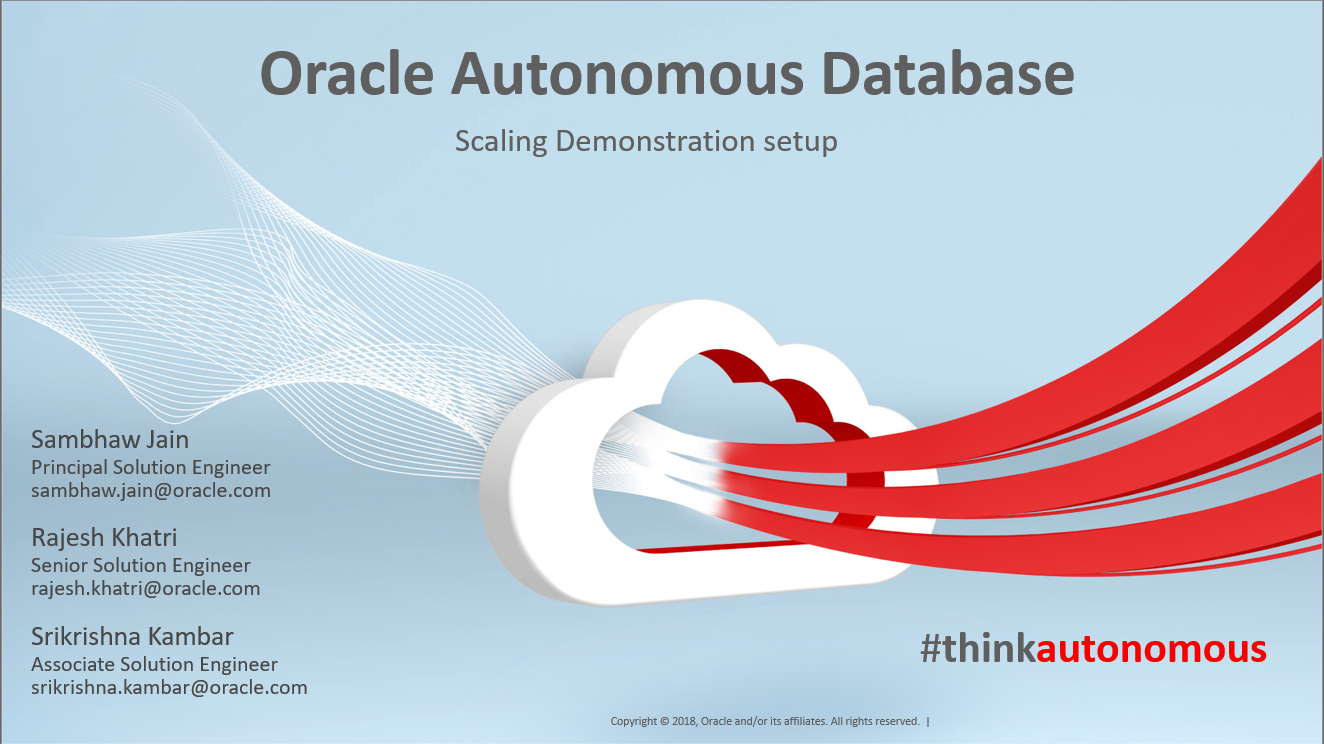 Oracle Autonomous Database
Scaling Demonstration setup
Sambhaw Jain
Principal Solution Engineer
sambhaw.jain@oracle.com
Rajesh Khatri
Senior Solution Engineer
rajesh.khatri@oracle.com
Srikrishna Kambar
Associate Solution Engineer
srikrishna.kambar@oracle.com
#thinkautonomous
Copyright © 2018, Oracle and/or its affiliates. All rights reserved. |